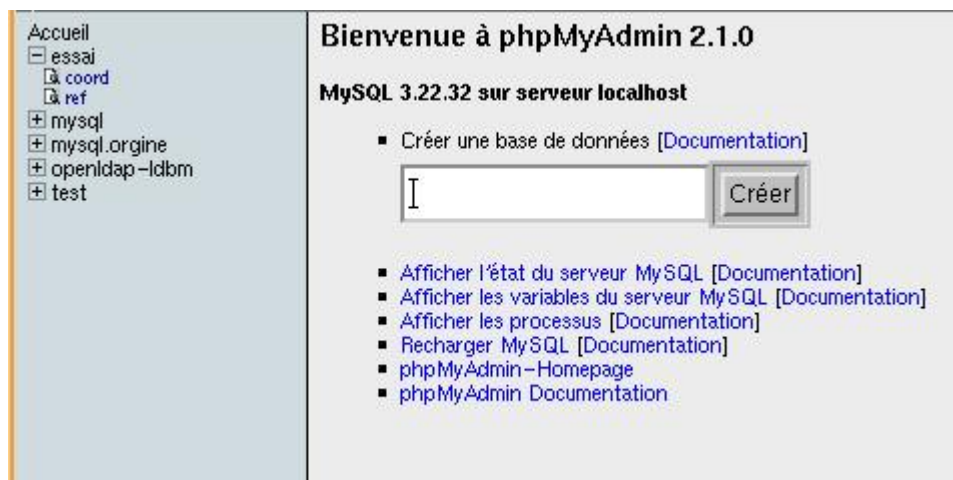 Accueil
essai
coord
ref
mysql
mysql.orgine
openldap-ldbm
test
Bienvenue à phpMyAdmin 2.1.0
MySQL 3.22.32 sur serveur localhost
Créer une base de données [Documentation]
Créer
Afficher l'état du serveur MySQL [Documentation]
Afficher les variables du serveur MySQL [Documentation]
Afficher les processus [Documentation]
Recharger MySQL [Documentation]
phpMyAdmin-Homepage
phpMyAdmin Documentation